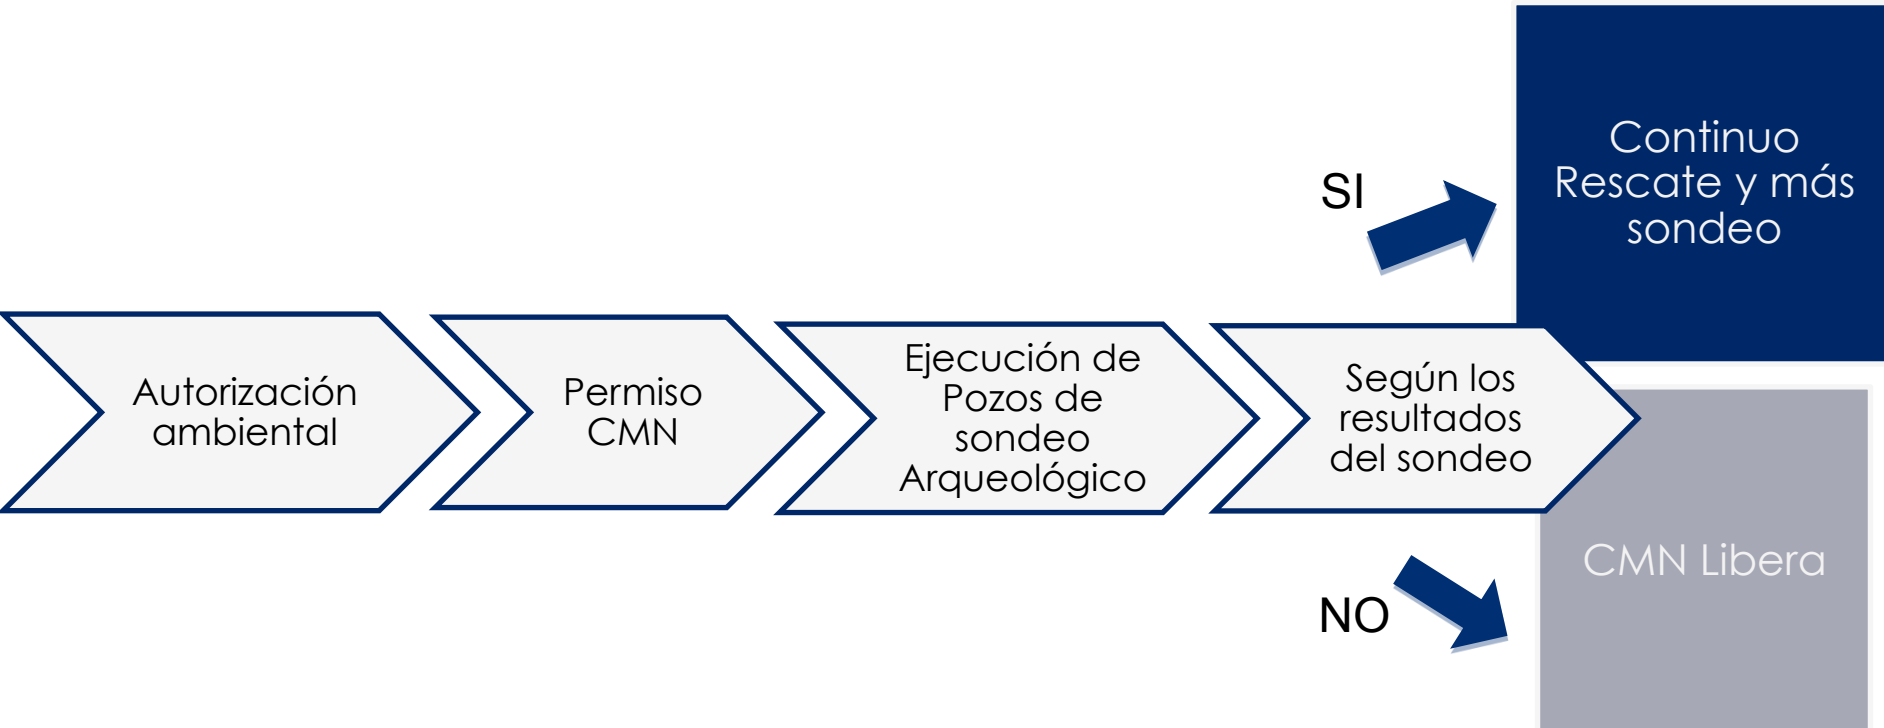 Autorización
ambiental
Permiso
CMN
Ejecución de
Pozos de
sondeo
Arqueológico
Según los
resultados
del sondeo
SI
Continuo
Rescate y más
sondeo
NO
CMN Libera